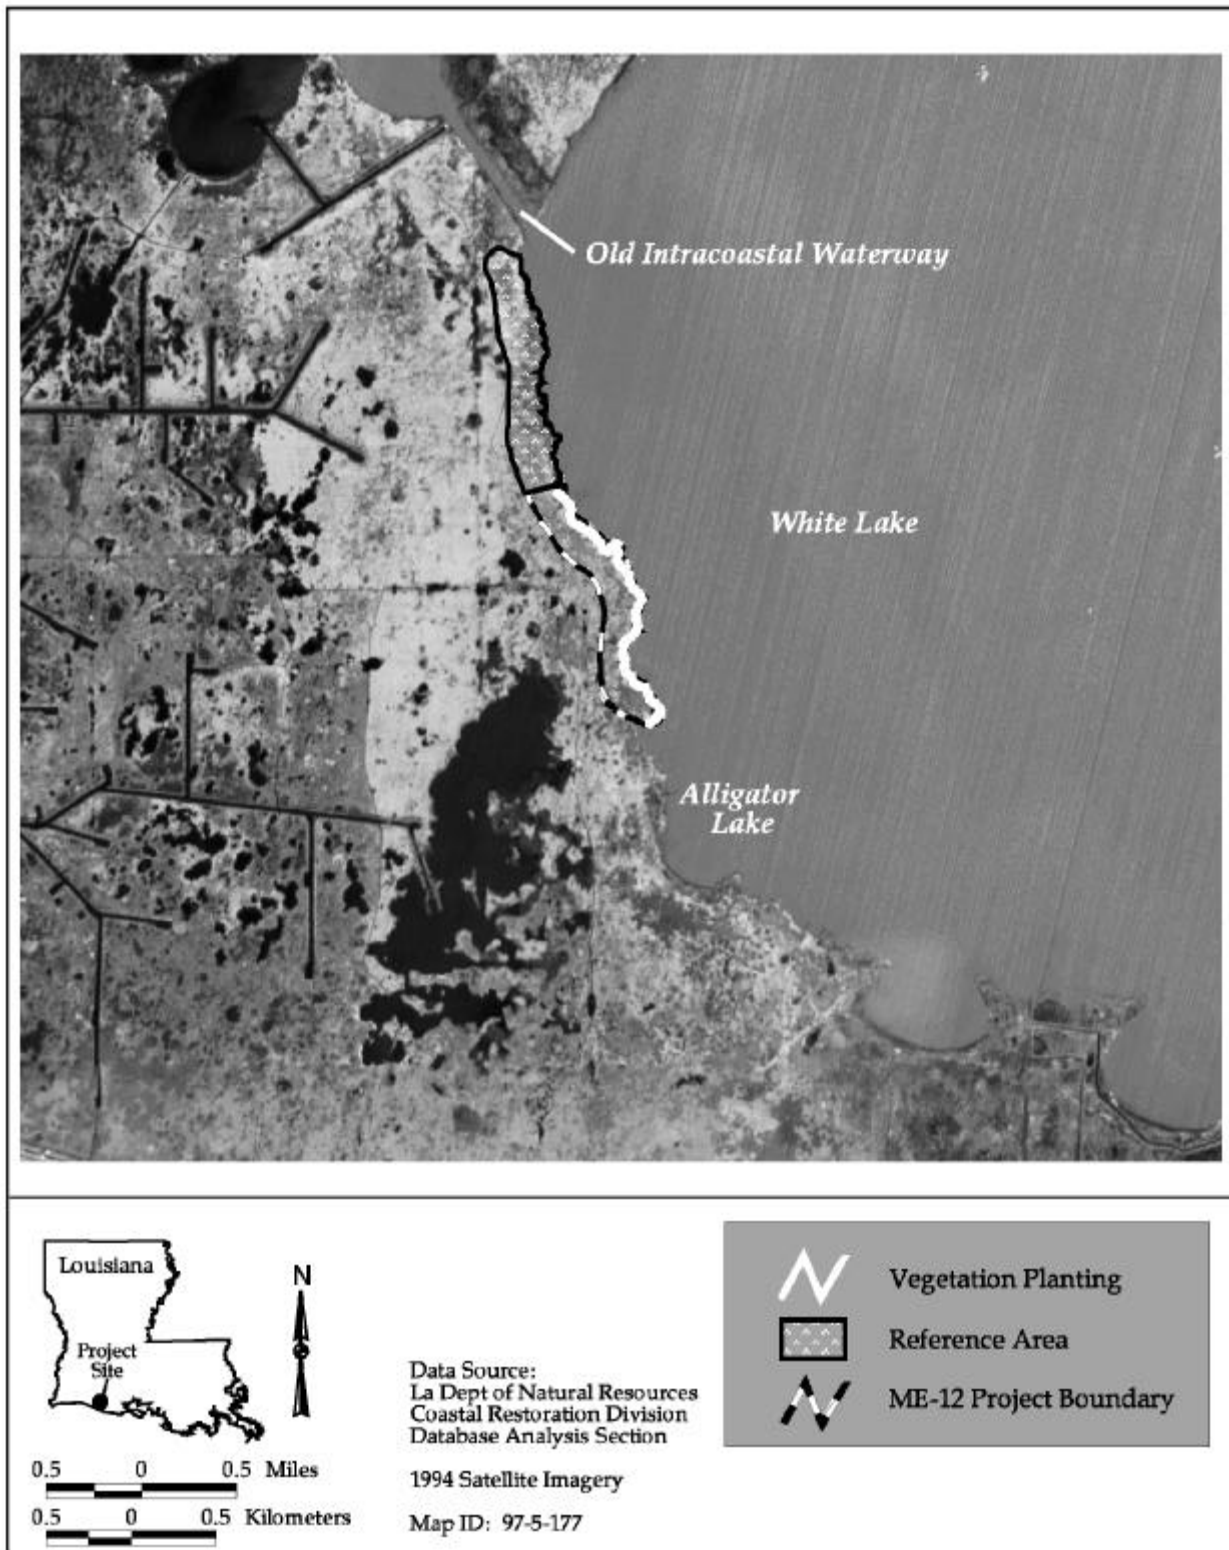 Old Intracoastal Waterway
White Lake
Alligator
Lake
Louisiana
Project
Site
N
0.5 0 0.5 Miles
0.5 0 0.5 Kilometers
Data Source:
La Dept of Natural Resources
Coastal Restoration Division
Database Analysis Section
1994 Satellite Imagery
Map ID: 97-5-177
Vegetation Planting
Reference Area
ME-12 Project Boundary